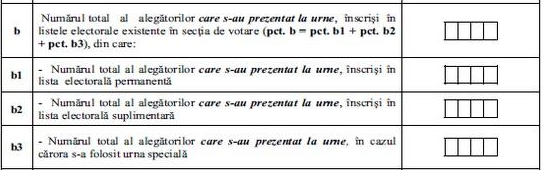 b Numărul total al alegătorilor care s-au prezentat la urne, înscriși în
listele electorale existente în secția de votare (pct. b = pct. b1 + pct. b2
+ pct. b3), din care:
b1 - Numărul total al alegătorilor care s-au prezentat la urne, înscriși în
lista electorală permanentă
b2 - Numărul total al alegătorilor care s-au prezentat la urne, înscriși în
lista electorală suplimentară
b3 - Numărul total al alegătorilor care s-au prezentat la urne, în cazul
cărora s-a folosit urna specială